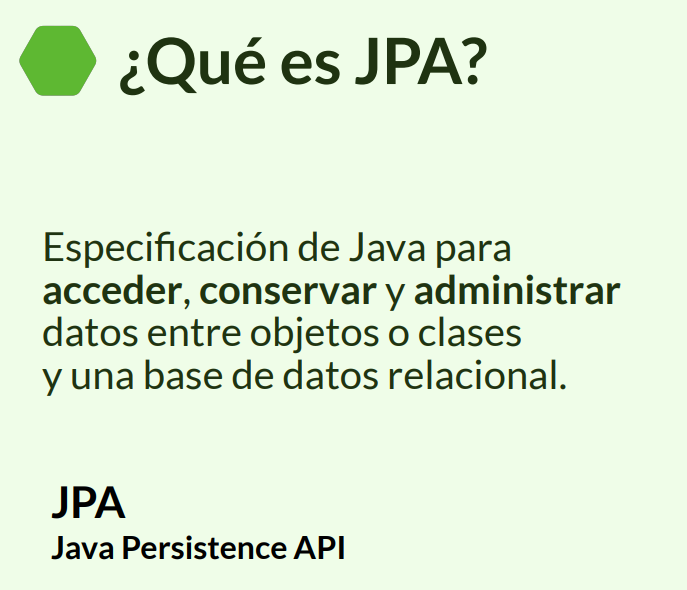 ¿Qué es JPA?
Especificación de Java para
acceder, conservar y administrar
datos entre objetos o clases
y una base de datos relacional.
JPA
Java Persistence API